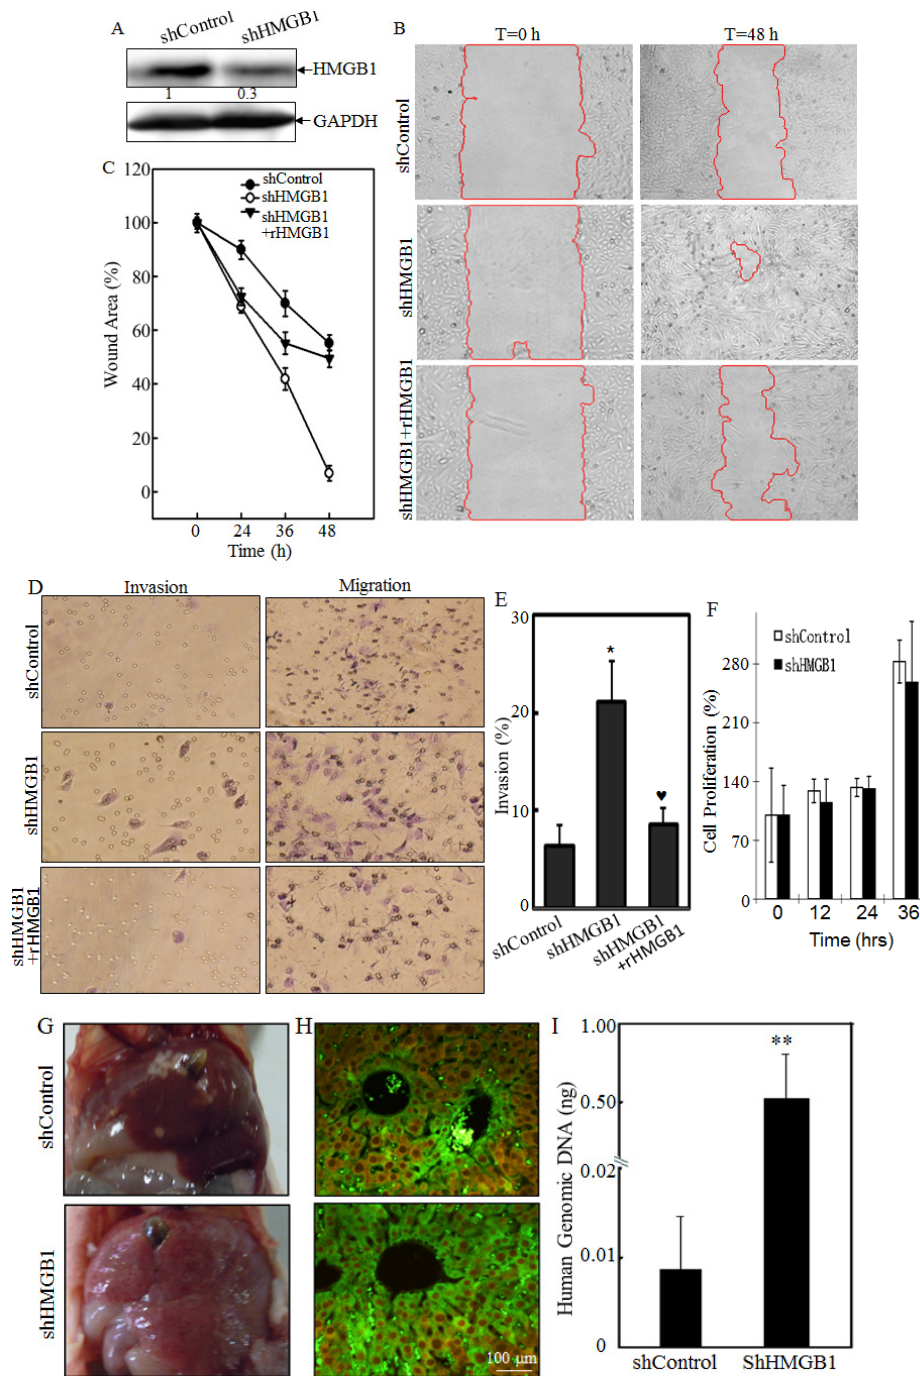 A
shControl
shHMGB1
HMGB1
1
0.3
GAPDH
B
T=0 h
T=48 h
shControl
shHMGB1
shHMGB1+rHMGB1
C
120
100
80
60
40
20
0
Wound Area (%)
shControl
shHMGB1
shHMGB1
+rHMGB1
0
24
36
48
Time (h)
D
Invasion
Migration
shControl
shHMGB1
shHMGB1
+rHMGB1
E
30
20
10
0
Invasion (%)
*
♥
shControl
shHMGB1
shHMGB1
+rHMGB1
F
shControl
shHMGB1
280
210
140
70
0
Cell Proliferation (%)
0
12
24
36
Time (hrs)
G
shControl
shHMGB1
H
100 µm
I
1.00
0.50
0.02
0.01
0
Human Genomic DNA (ng)
**
shControl
ShHMGB1